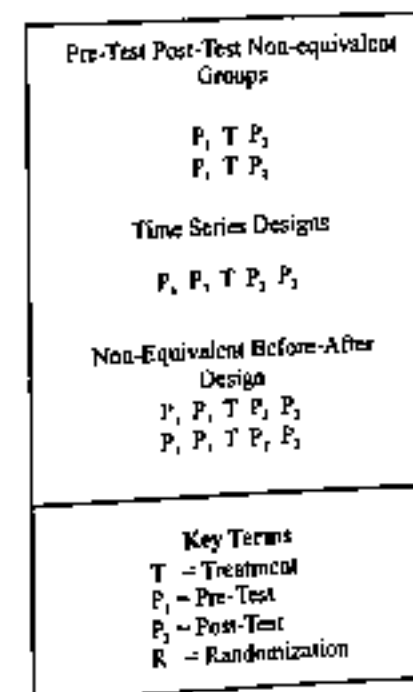 Pre-Test Post-Test Non-equivalent
Groups
P₁ T P₂
P₁ T P₂
Time Series Designs
P₁ P₁ T P₂ P₂
Non-Equivalent Before-After
Design
P₁ P₁ T P₂ P₂
P₁ P₁ T P₂ P₂
Key Terms
T = Treatment
P₁ = Pre-Test
P₂ = Post-Test
R = Randomization